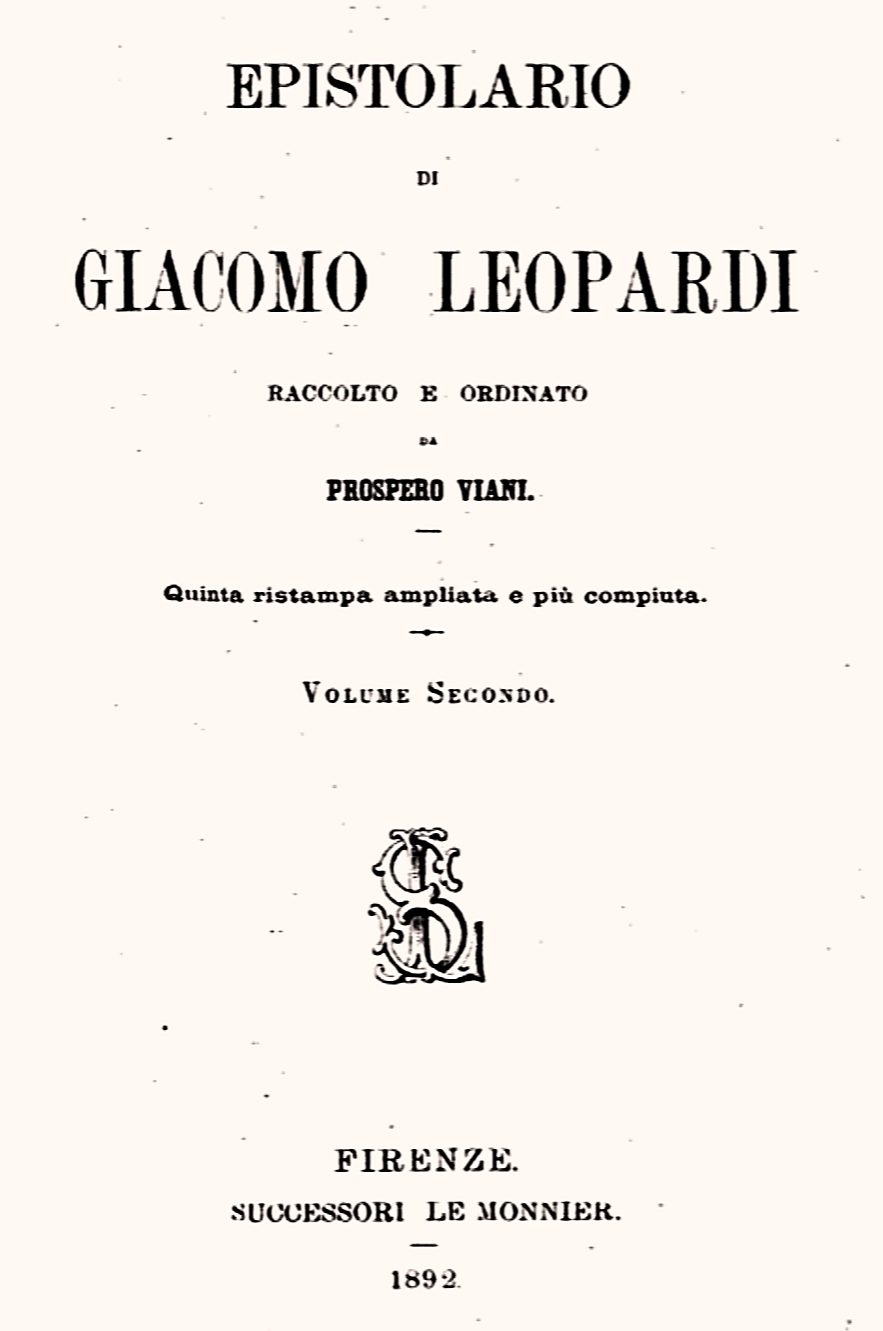 EPISTOLARIO
DI
GIACOMO LEOPARDI
RACCOLTO E ORDINATO
DA
PROSPERO VIANI.
Quinta ristampa ampliata e più compiuta.
VOLUME SECONDO.
FIRENZE.
SUCCESSORI LE MONNIER.
1892.